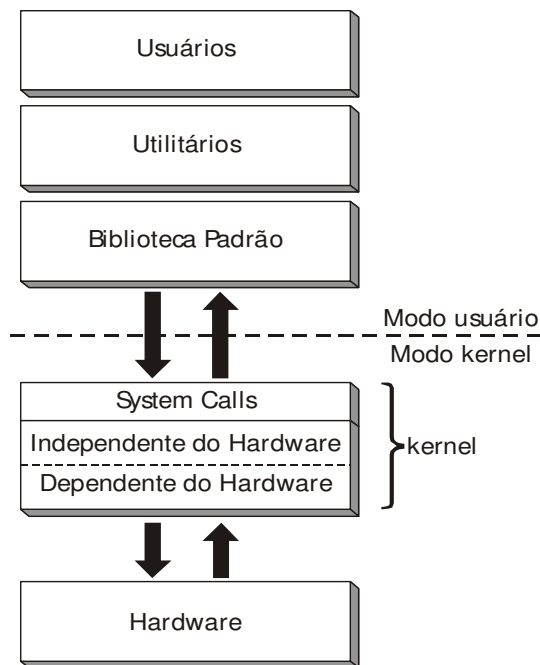 Usuários
Utilitários
Biblioteca Padrão
Modo usuário
Modo kernel
System Calls
Independente do Hardware
Dependente do Hardware
kernel
Hardware